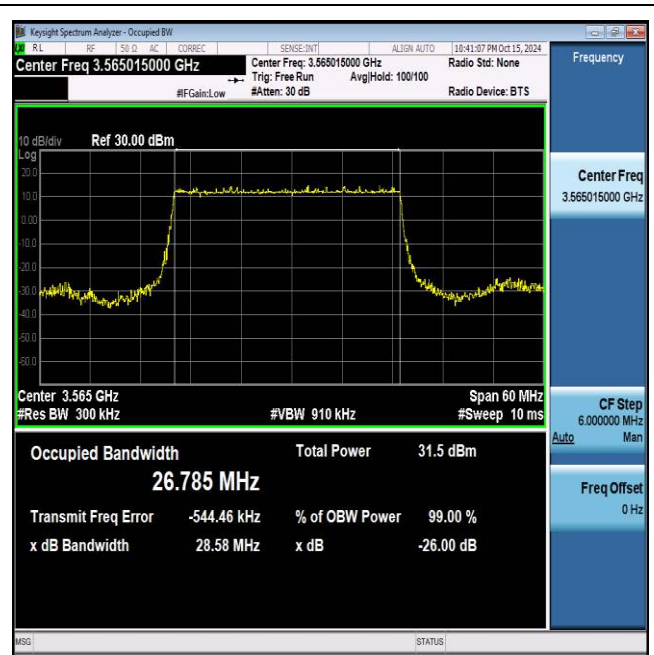 Keysight Spectrum Analyzer - Occupied BW
RL RF 50 Ω AC CORREC SENSE:INT ALIGN AUTO 10:41:07 PM Oct 15, 2024
Center Freq 3.565015000 GHz
Center Freq: 3.565015000 GHz Radio Std: None
Trig: Free Run Avg|Hold: 100/100
#IFGain:Low #Atten: 30 dB Radio Device: BTS
10 dB/div Ref 30.00 dBm
Log
20.0
10.0
0.00
-10.0
-20.0
-30.0
-40.0
-50.0
-60.0
Center 3.565 GHz Span 60 MHz
#Res BW 300 kHz #VBW 910 kHz #Sweep 10 ms
Occupied Bandwidth Total Power 31.5 dBm
26.785 MHz
Transmit Freq Error -544.46 kHz % of OBW Power 99.00 %
x dB Bandwidth 28.58 MHz x dB -26.00 dB
MSG STATUS
Frequency
Center Freq
3.565015000 GHz
CF Step
6.000000 MHz
Auto Man
Freq Offset
0 Hz